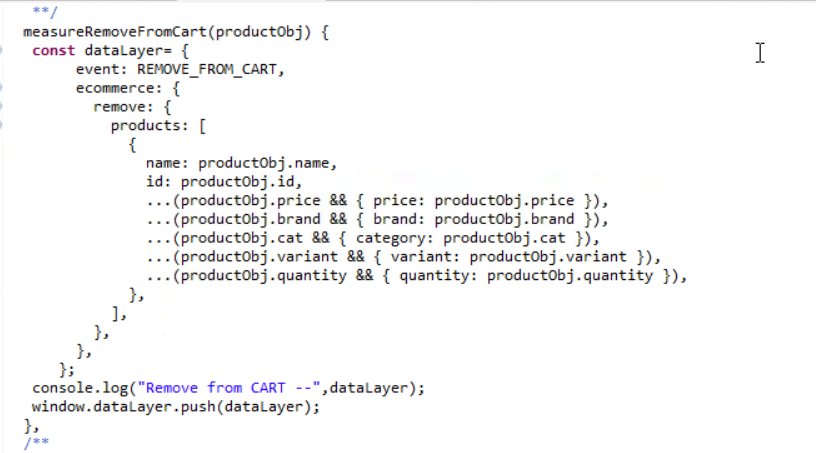 **/
measureRemoveFromCart(productObj) {
const dataLayer= {
event: REMOVE_FROM_CART,
ecommerce: {
remove: {
products: [
{
name: productObj.name,
id: productObj.id,
...(productObj.price && { price: productObj.price }),
...(productObj.brand && { brand: productObj.brand }),
...(productObj.cat && { category: productObj.cat }),
...(productObj.variant && { variant: productObj.variant }),
...(productObj.quantity && { quantity: productObj.quantity }),
},
],
},
},
};
console.log("Remove from CART --",dataLayer);
window.dataLayer.push(dataLayer);
},
/**